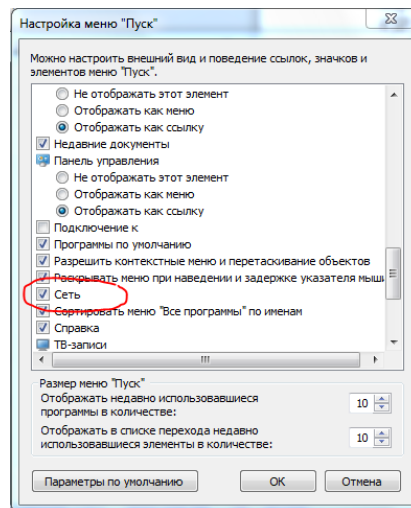 Настройка меню "Пуск"
Можно настроить внешний вид и поведение ссылок, значков и
элементов меню "Пуск".
Не отображать этот элемент
Отображать как меню
Отображать как ссылку
Недавние документы
Панель управления
Не отображать этот элемент
Отображать как меню
Отображать как ссылку
Подключение к
Программы по умолчанию
Разрешить контекстные меню и перетаскивание объектов
Раскрывать меню при наведении и задержке указателя мыши
Сеть
Сортировать меню "Все программы" по именам
Справка
ТВ-записи
Размер меню "Пуск"
Отображать недавно использовавшиеся
программы в количестве:
10
Отображать в списке перехода недавно
использовавшиеся элементы в количестве:
10
Параметры по умолчанию
OK
Отмена